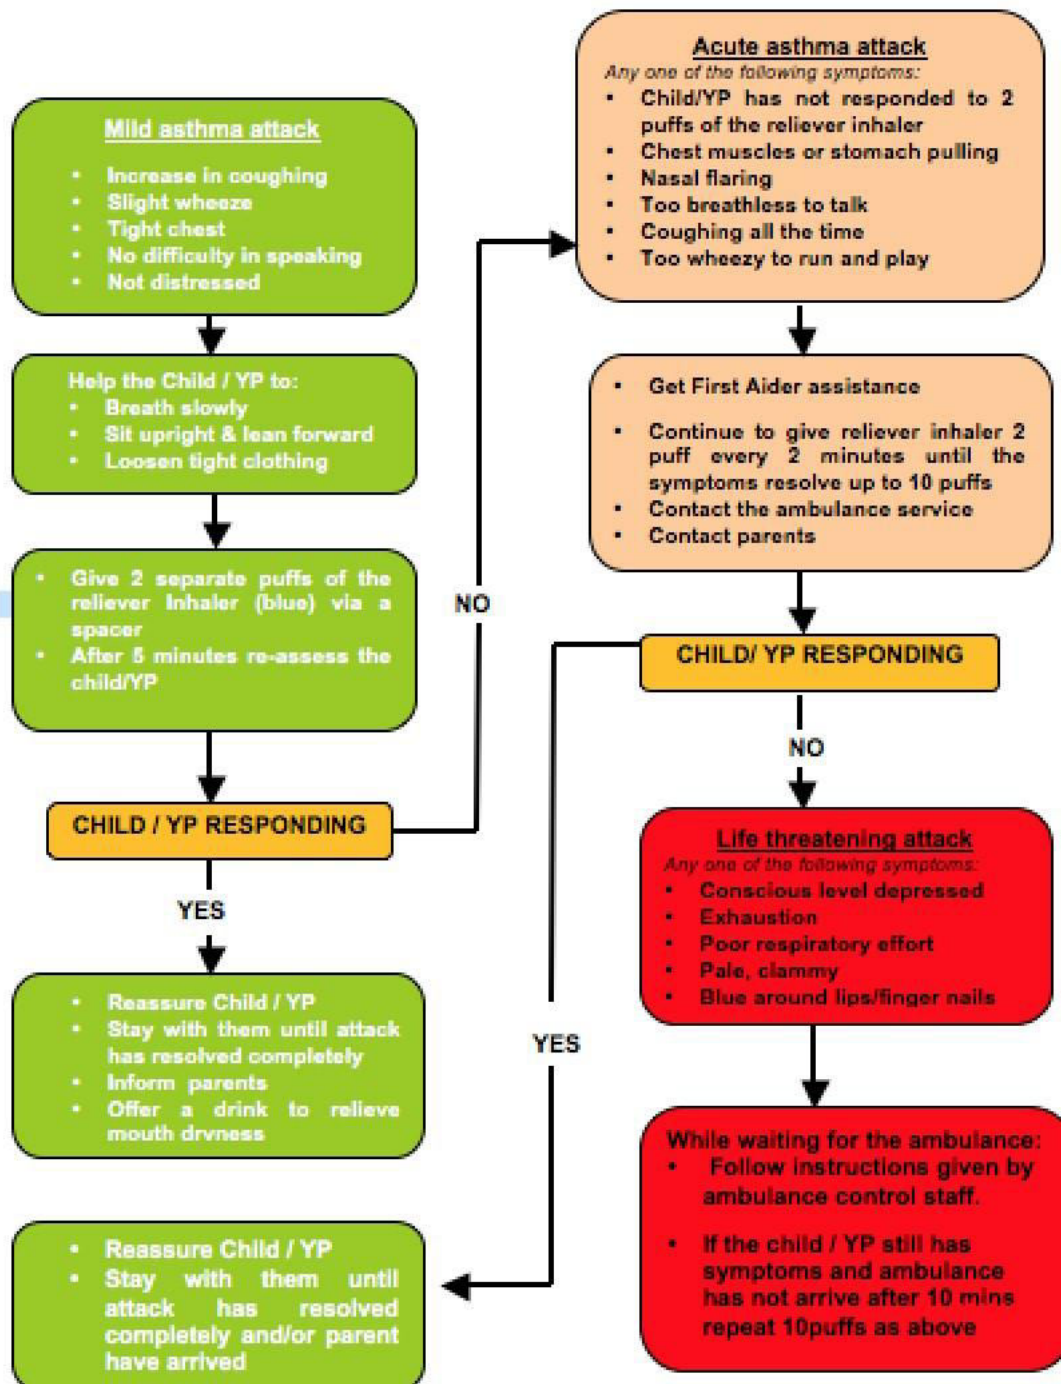 Mild asthma attack
• Increase in coughing
• Slight wheeze
• Tight chest
• No difficulty in speaking
• Not distressed
Help the Child / YP to:
• Breath slowly
• Sit upright & lean forward
• Loosen tight clothing
• Give 2 separate puffs of the
reliever Inhaler (blue) via a
spacer
• After 5 minutes re-assess the
child/YP
CHILD / YP RESPONDING
NO
YES
• Reassure Child / YP
• Stay with them until attack
has resolved completely
• Inform parents
• Offer a drink to relieve
mouth dryness
Acute asthma attack
Any one of the following symptoms:
• Child/YP has not responded to 2
puffs of the reliever inhaler
• Chest muscles or stomach pulling
• Nasal flaring
• Too breathless to talk
• Coughing all the time
• Too wheezy to run and play
• Get First Aider assistance
• Continue to give reliever inhaler 2
puff every 2 minutes until the
symptoms resolve up to 10 puffs
• Contact the ambulance service
• Contact parents
CHILD/ YP RESPONDING
NO
YES
Life threatening attack
Any one of the following symptoms:
• Conscious level depressed
• Exhaustion
• Poor respiratory effort
• Pale, clammy
• Blue around lips/finger nails
While waiting for the ambulance:
• Follow instructions given by
ambulance control staff.
• If the child / YP still has
symptoms and ambulance
has not arrive after 10 mins
repeat 10puffs as above
• Reassure Child / YP
• Stay with them until
attack has resolved
completely and/or parent
have arrived